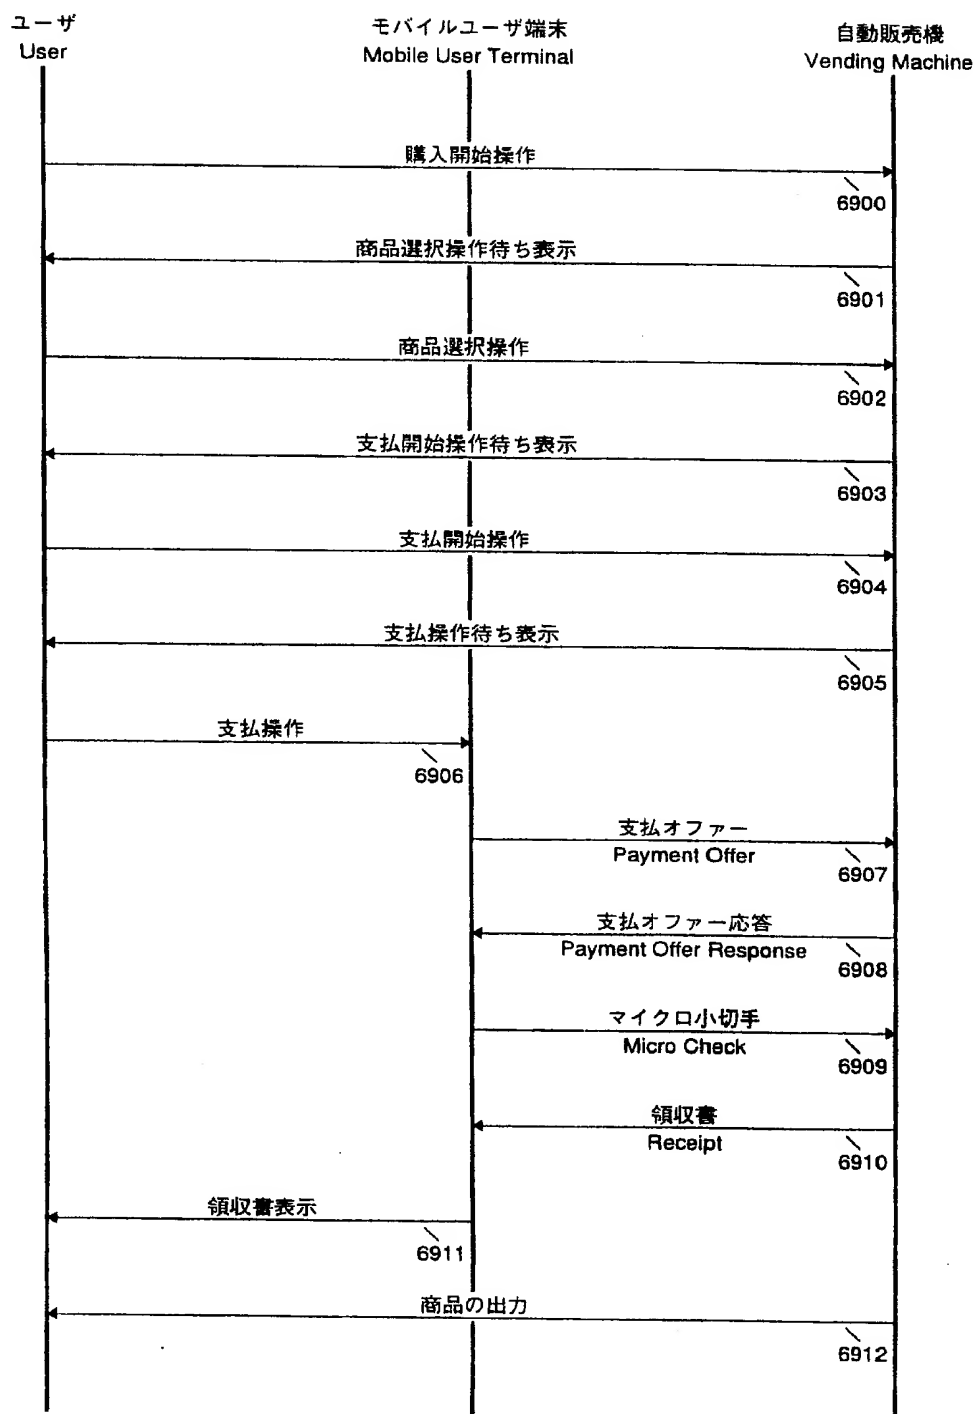 ユーザ
User
モバイルユーザ端末
Mobile User Terminal
自動販売機
Vending Machine
購入開始操作
6900
商品選択操作待ち表示
6901
商品選択操作
6902
支払開始操作待ち表示
6903
支払開始操作
6904
支払操作待ち表示
6905
支払操作
6906
支払オファー
Payment Offer
6907
支払オファー応答
Payment Offer Response
6908
マイクロ小切手
Micro Check
6909
領収書
Receipt
6910
領収書表示
6911
商品の出力
6912